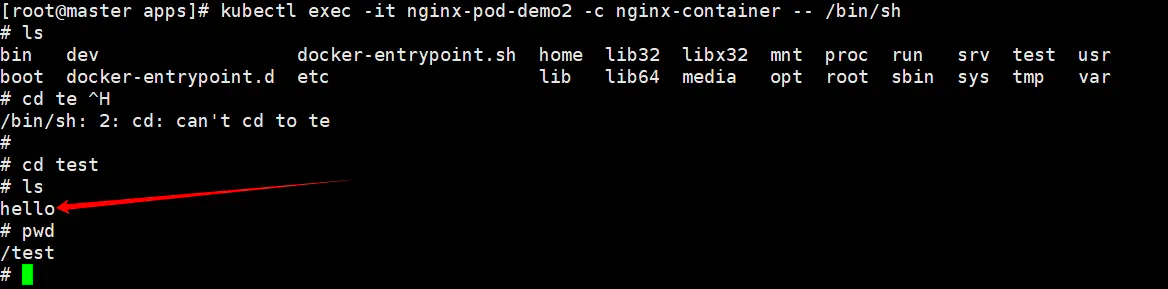 [root@master apps]# kubectl exec -it nginx-pod-demo2 -c nginx-container -- /bin/sh
# ls
bin   dev                  docker-entrypoint.sh  home  lib32  libx32  mnt  proc  run   srv  test  usr
boot  docker-entrypoint.d  etc                   lib   lib64  media   opt  root  sbin  sys  tmp   var
# cd te ^H
/bin/sh: 2: cd: can't cd to te
#
# cd test
# ls
hello
# pwd
/test
#